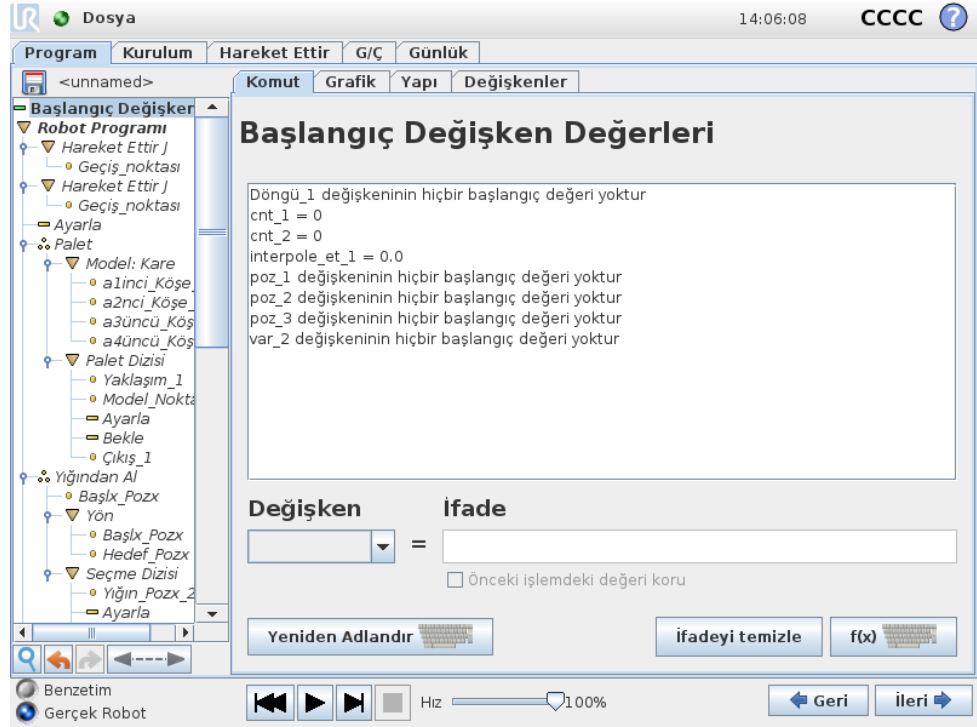 UR Dosya 14:06:08 CCCC ?
Program Kurulum Hareket Ettir G/Ç Günlük
<unnamed>
Komut Grafik Yapı Değişkenler
Başlangıç Değişker
Robot Programı
Hareket Ettir J
Geçiş_noktası
Hareket Ettir J
Geçiş_noktası
Ayarla
Palet
Model: Kare
a1inci_Köşe_
a2nci_Köşe_
a3üncü_Köş
a4üncü_Köş
Palet Dizisi
Yaklaşım_1
Model_Nokta
Ayarla
Bekle
Çıkış_1
Yığından Al
Başlx_Pozx
Yön
Başlx_Pozx
Hedef_Pozx
Seçme Dizisi
Yığın_Pozx_2
Ayarla
Başlangıç Değişken Değerleri
Döngü_1 değişkeninin hiçbir başlangıç değeri yoktur
cnt_1 = 0
cnt_2 = 0
interpole_et_1 = 0.0
poz_1 değişkeninin hiçbir başlangıç değeri yoktur
poz_2 değişkeninin hiçbir başlangıç değeri yoktur
poz_3 değişkeninin hiçbir başlangıç değeri yoktur
var_2 değişkeninin hiçbir başlangıç değeri yoktur
Değişken İfade
=
Önceki işlemdeki değeri koru
Yeniden Adlandır İfadeyi temizle f(x)
Benzetim
Gerçek Robot
Hız 100%
Geri İleri